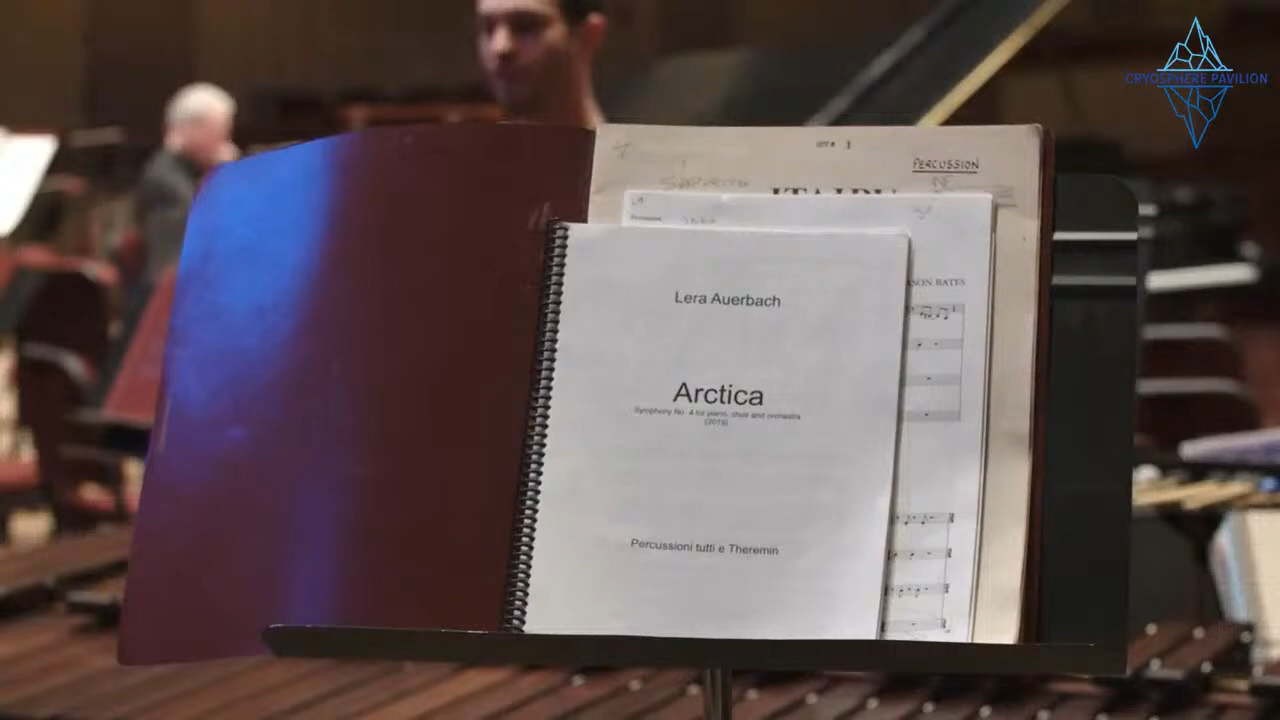 CRYOSPHERE PAVILION
PERCUSSION
ITAIPU
Lera Auerbach
Arctica
Symphony No. 4 for piano, choir and orchestra
(2019)
Percussioni tutti e Theremin
SON BATES